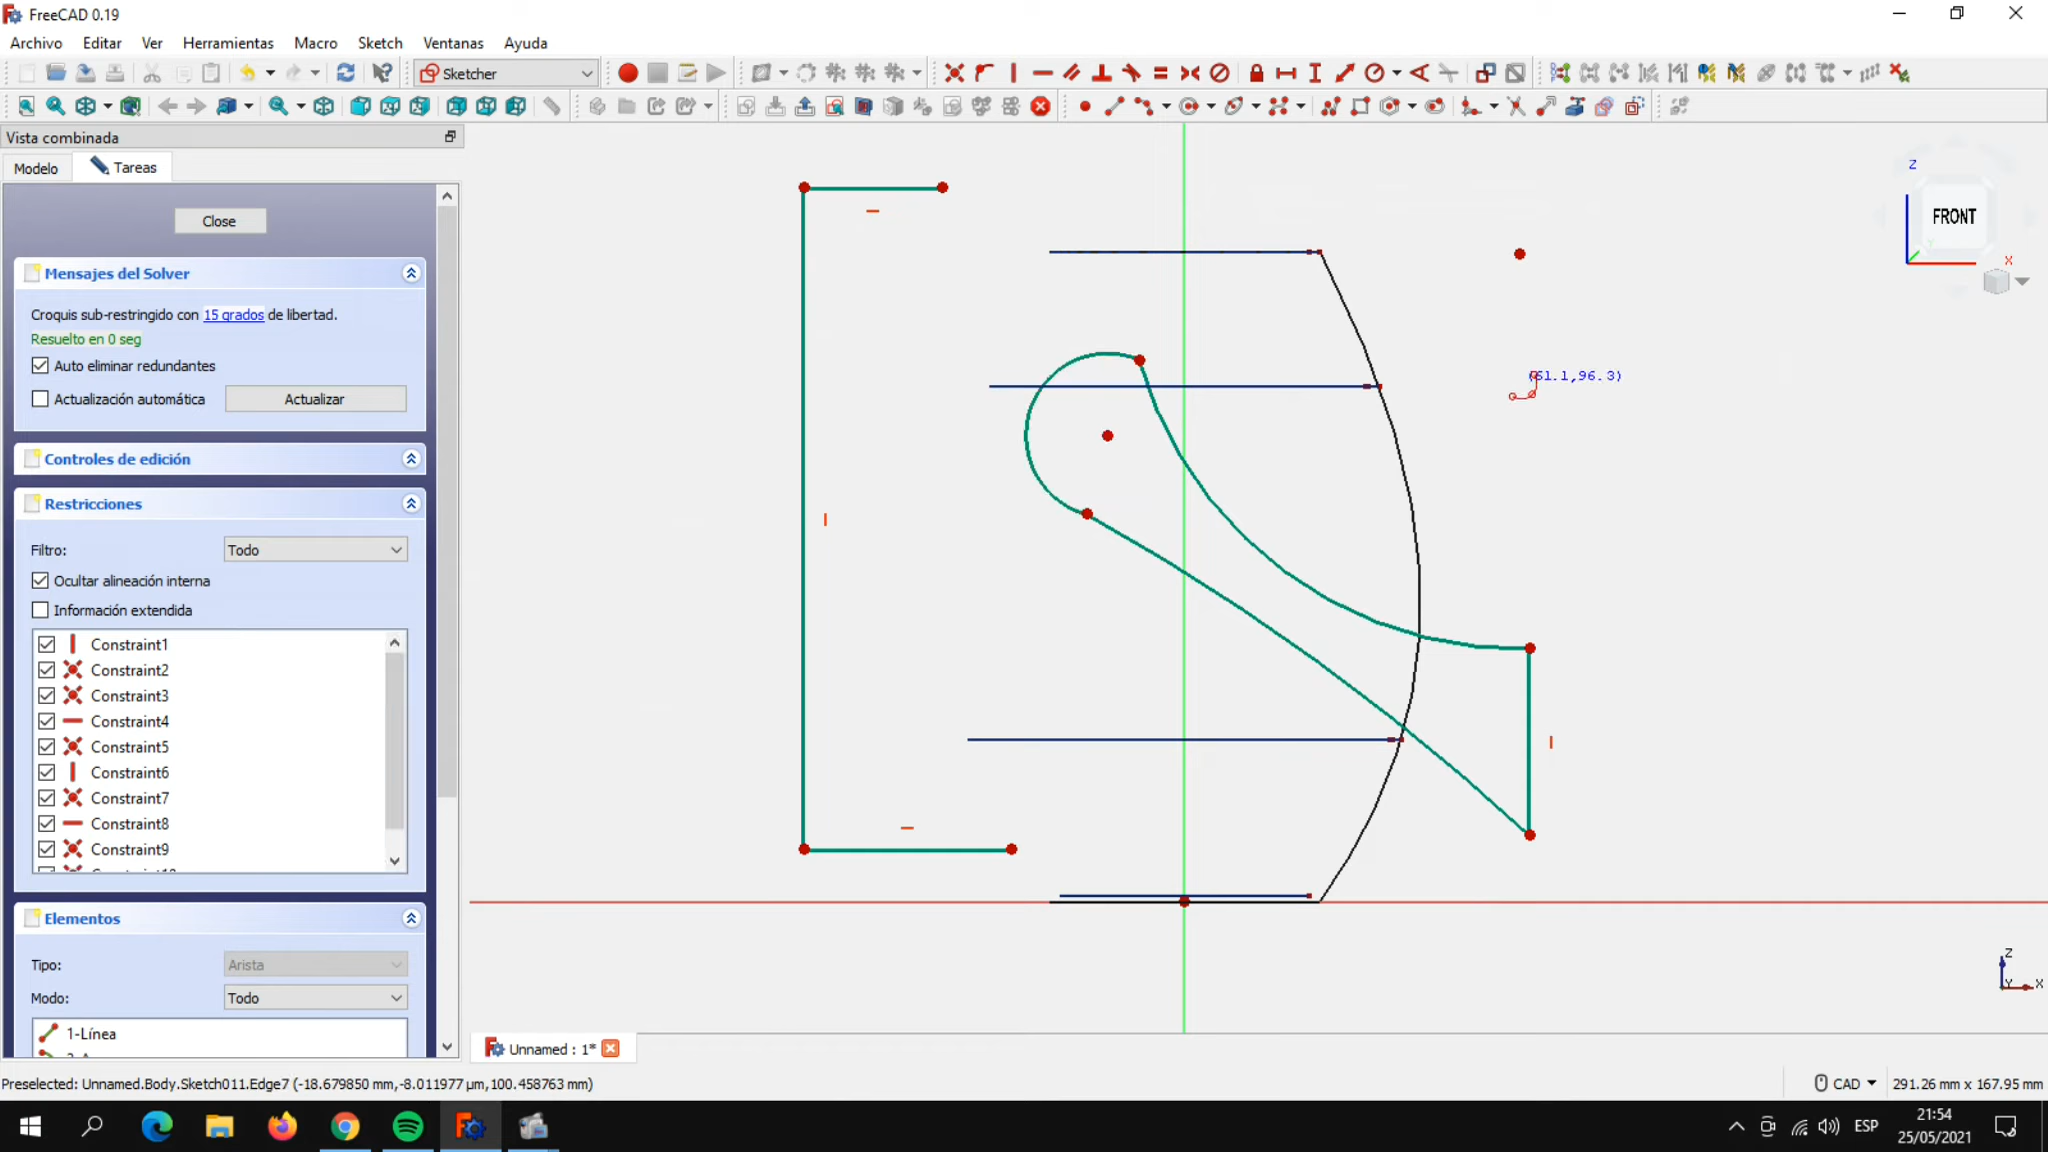 FreeCAD 0.19
Archivo Editar Ver Herramientas Macro Sketch Ventanas Ayuda
Sketcher
Vista combinada
Modelo Tareas
Close
Mensajes del Solver
Croquis sub-restringido con 15 grados de libertad.
Resuelto en 0 seg
Auto eliminar redundantes
Actualización automática Actualizar
Controles de edición
Restricciones
Filtro: Todo
Ocultar alineación interna
Información extendida
Constraint1
Constraint2
Constraint3
Constraint4
Constraint5
Constraint6
Constraint7
Constraint8
Constraint9
Elementos
Tipo: Arista
Modo: Todo
1-Línea
Z
FRONT
Y
X
(51.1,96.3)
Z
Y X
Unnamed : 1*
Preselected: Unnamed.Body.Sketch011.Edge7 (-18.679850 mm,-8.011977 µm,100.458763 mm)
CAD 291.26 mm x 167.95 mm
ESP
21:54
25/05/2021